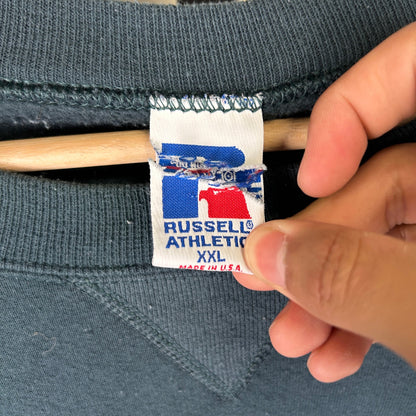 R
RUSSELL®
ATHLETIC
XXL
MADE IN U.S.A.